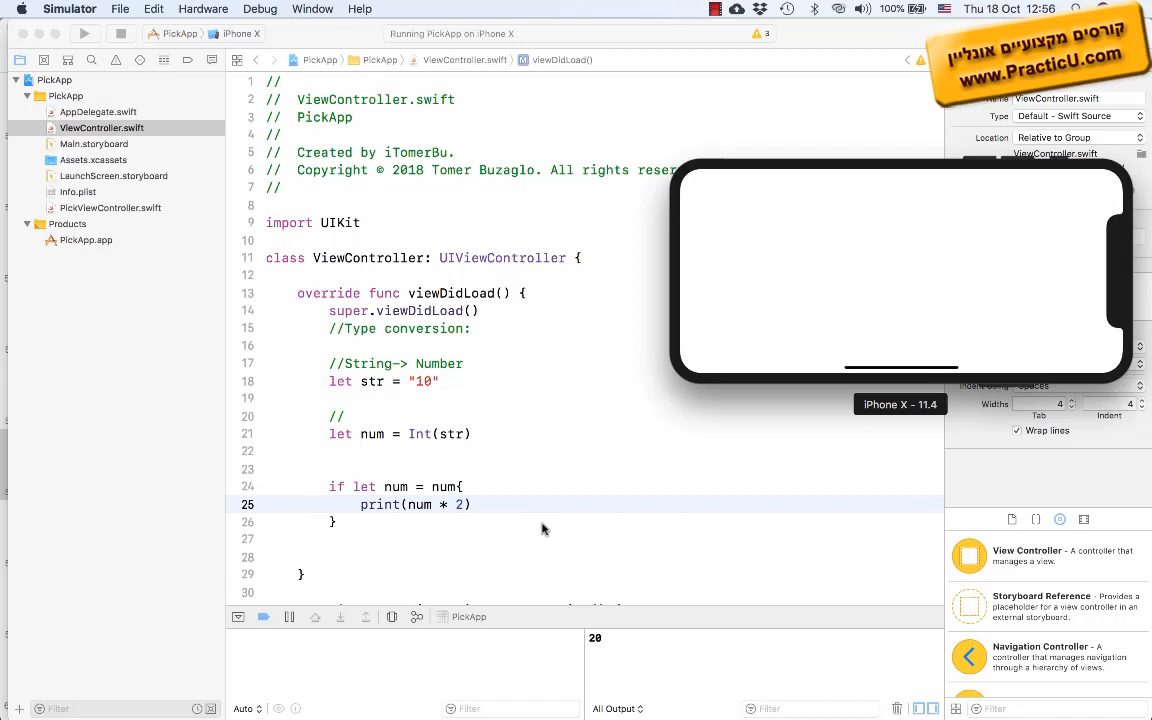 Simulator File Edit Hardware Debug Window Help
100% Thu 18 Oct 12:56
PickApp iPhone X
Running PickApp on iPhone X
3
קורסים מקצועיים אונליין
www.PracticU.com
PickApp PickApp ViewController.swift viewDidLoad()
PickApp
PickApp
AppDelegate.swift
ViewController.swift
Main.storyboard
Assets.xcassets
LaunchScreen.storyboard
Info.plist
PickViewController.swift
Products
PickApp.app
1 //
2 // ViewController.swift
3 // PickApp
4 //
5 // Created by iTomerBu.
6 // Copyright © 2018 Tomer Buzaglo. All rights reser
7 //
8
9 import UIKit
10
11 class ViewController: UIViewController {
12
13 override func viewDidLoad() {
14 super.viewDidLoad()
15 //Type conversion:
16
17 //String-> Number
18 let str = "10"
19
20 //
21 let num = Int(str)
22
23
24 if let num = num{
25 print(num * 2)
26 }
27
28
29 }
30
Name ViewController.swift
Type Default - Swift Source
Location Relative to Group
ViewController.swift
iPhone X - 11.4
Indent Using Spaces
Widths 4 4
Tab Indent
Wrap lines
View Controller - A controller that
manages a view.
Storyboard Reference - Provides a
placeholder for a view controller in an
external storyboard.
Navigation Controller - A
controller that manages navigation
through a hierarchy of views.
PickApp
20
Filter
Auto
Filter
All Output
Filter
Filter